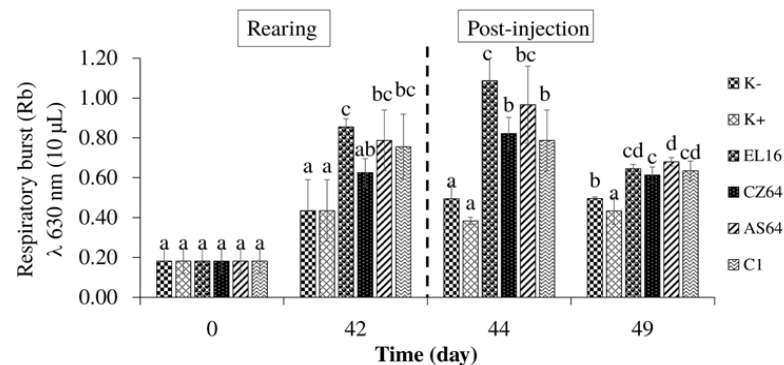 Rearing
Post-injection
Respiratory burst (Rb)
λ 630 nm (10 µL)
1.20
1.00
0.80
0.60
0.40
0.20
0.00
a a a a a a
a a c ab bc bc
a a c b bc b
b a cd c d cd
0 42 44 49
Time (day)
K-
K+
EL16
CZ64
AS64
C1